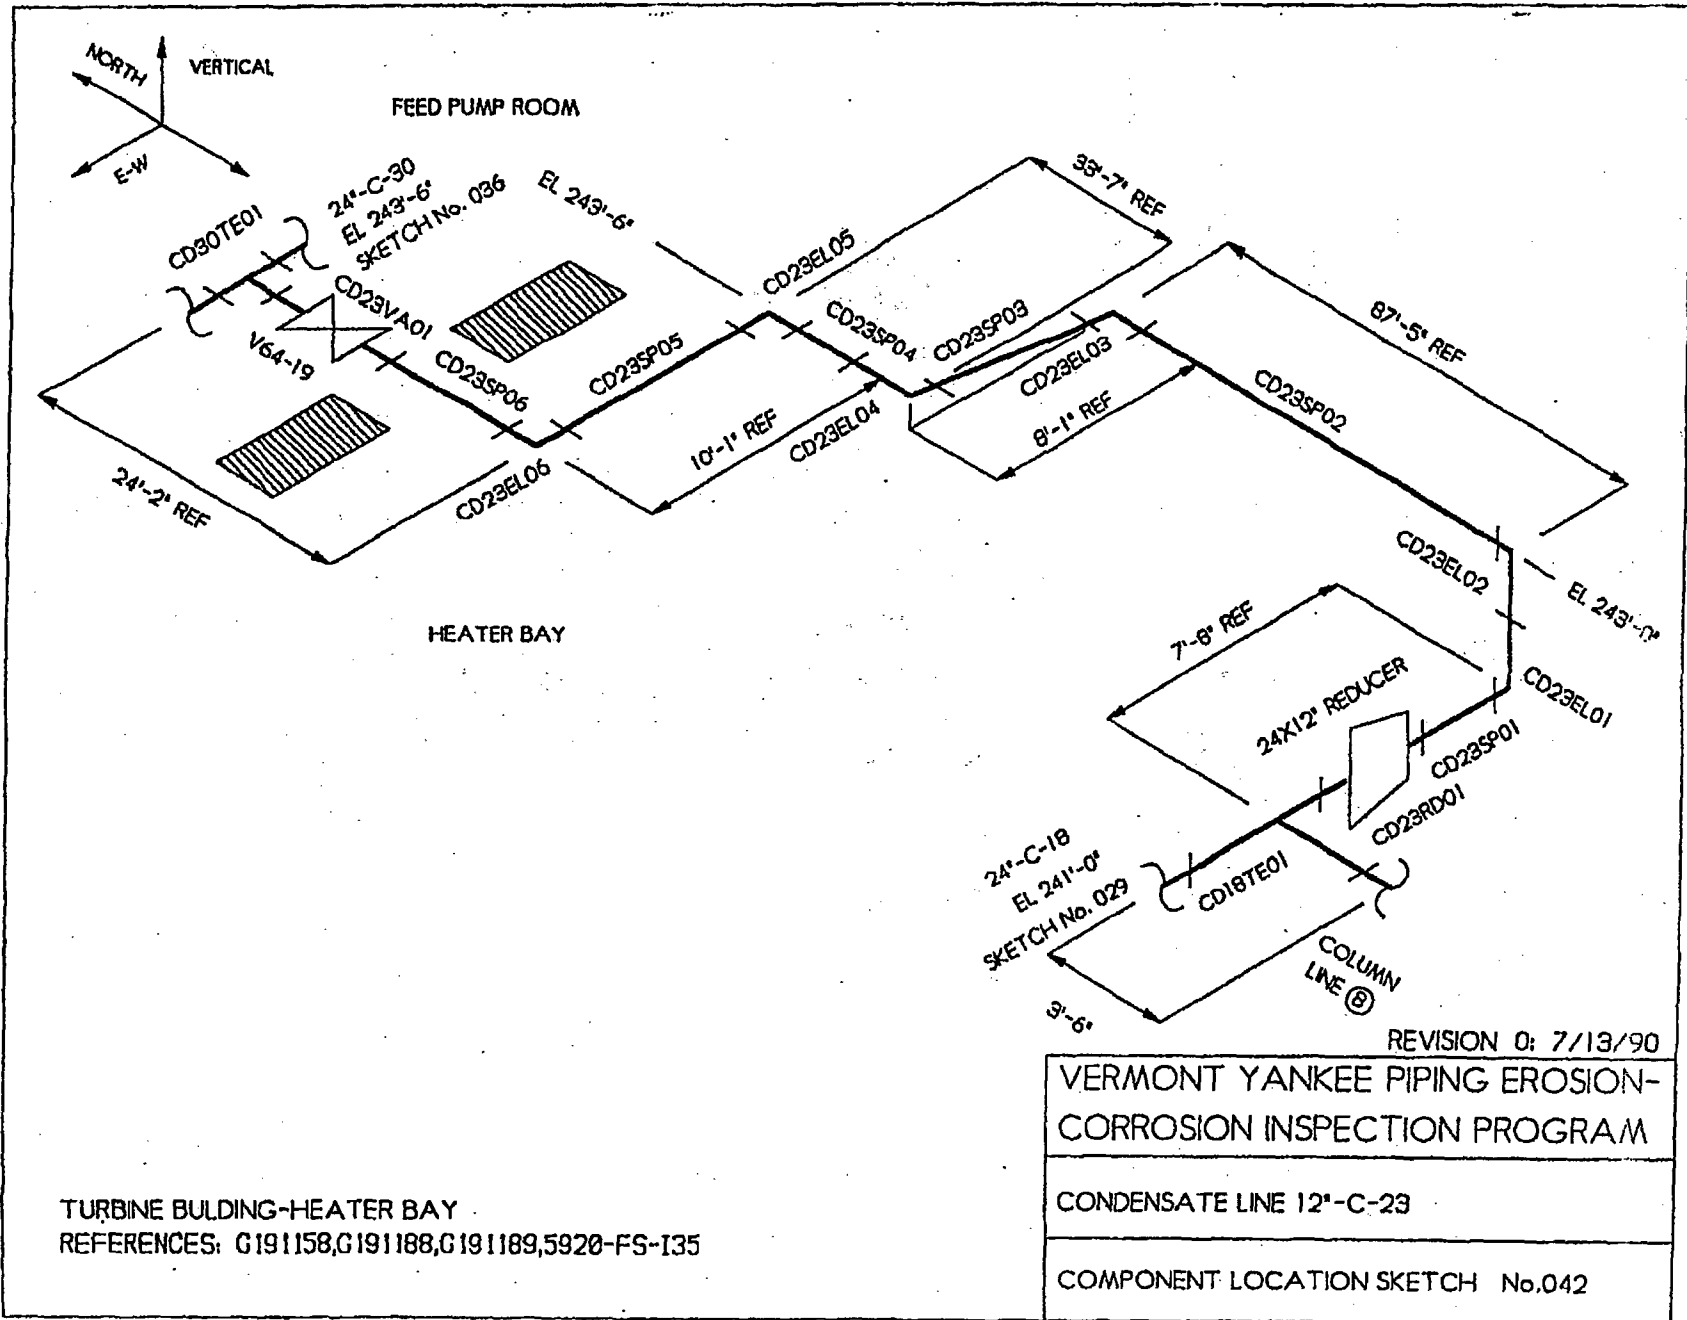 NORTH
VERTICAL
E-W
FEED PUMP ROOM
CD30TE01
24"-C-30
EL 243'-6"
SKETCH No. 036
EL 243'-6"
CD23EL05
33'-7" REF
CD23VA01
V64-19
CD23SP06
CD23SP05
CD23SP04
CD23SP03
CD23EL03
87'-5" REF
CD23SP02
24'-2" REF
CD23EL06
10'-1" REF
CD23EL04
8'-1" REF
HEATER BAY
CD23EL02
EL 243'-0"
7'-8" REF
24X12" REDUCER
CD23EL01
CD23SP01
CD23RD01
24"-C-18
EL 241'-0"
SKETCH No. 029
CD18TE01
COLUMN
LINE B
3'-6"
REVISION 0: 7/13/90
VERMONT YANKEE PIPING EROSION-
CORROSION INSPECTION PROGRAM
CONDENSATE LINE 12"-C-23
COMPONENT LOCATION SKETCH No.042
TURBINE BULDING-HEATER BAY
REFERENCES: G191158,G191188,G191189,5920-FS-I35